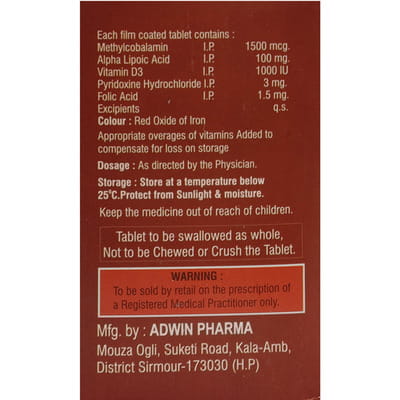 Each film coated tablet contains :
Methylcobalamin I.P. 1500 mcg.
Alpha Lipoic Acid I.P. 100 mg.
Vitamin D3 I.P. 1000 IU
Pyridoxine Hydrochloride I.P. 3 mg.
Folic Acid I.P. 1.5 mg.
Excipients q.s.
Colour : Red Oxide of Iron
Appropriate overages of vitamins Added to
compensate for loss on storage
Dosage : As directed by the Physician.
Storage : Store at a temperature below
25°C.Protect from Sunlight & moisture.
Keep the medicine out of reach of children.
Tablet to be swallowed as whole,
Not to be Chewed or Crush the Tablet.
WARNING :
To be sold by retail on the prescription of
a Registered Medical Practitioner only.
Mfg. by : ADWIN PHARMA
Mouza Ogli, Suketi Road, Kala-Amb,
District Sirmour-173030 (H.P)